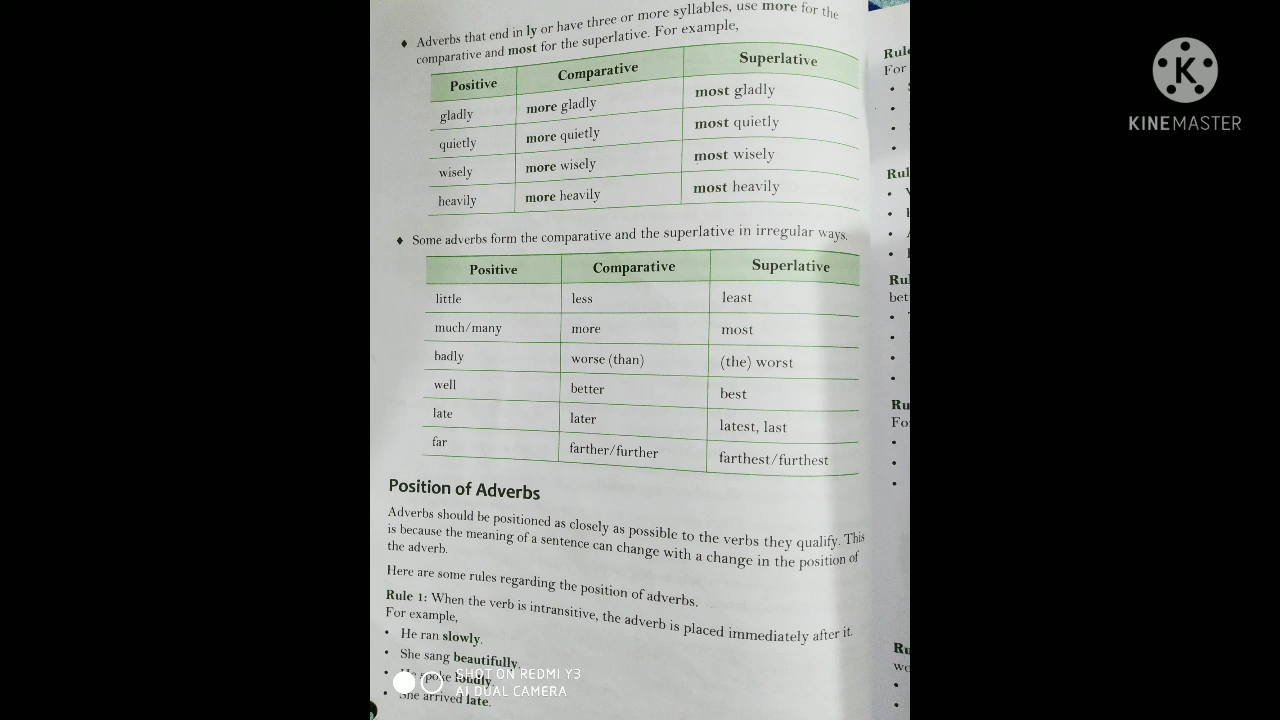 ♦ Adverbs that end in ly or have three or more syllables, use more for the
comparative and most for the superlative. For example,
Positive Comparative Superlative
gladly more gladly most gladly
quietly more quietly most quietly
wisely more wisely most wisely
heavily more heavily most heavily
♦ Some adverbs form the comparative and the superlative in irregular ways.
Positive Comparative Superlative
little less least
much/many more most
badly worse (than) (the) worst
well better best
late later latest, last
far farther/further farthest/furthest
Position of Adverbs
Adverbs should be positioned as closely as possible to the verbs they qualify. This
is because the meaning of a sentence can change with a change in the position of
the adverb.
Here are some rules regarding the position of adverbs.
Rule 1: When the verb is intransitive, the adverb is placed immediately after it.
For example,
• He ran slowly.
• She sang beautifully.
• He spoke loudly.
• She arrived late.
SHOT ON REDMI Y3
AI DUAL CAMERA
K
KINEMASTER
For
bet